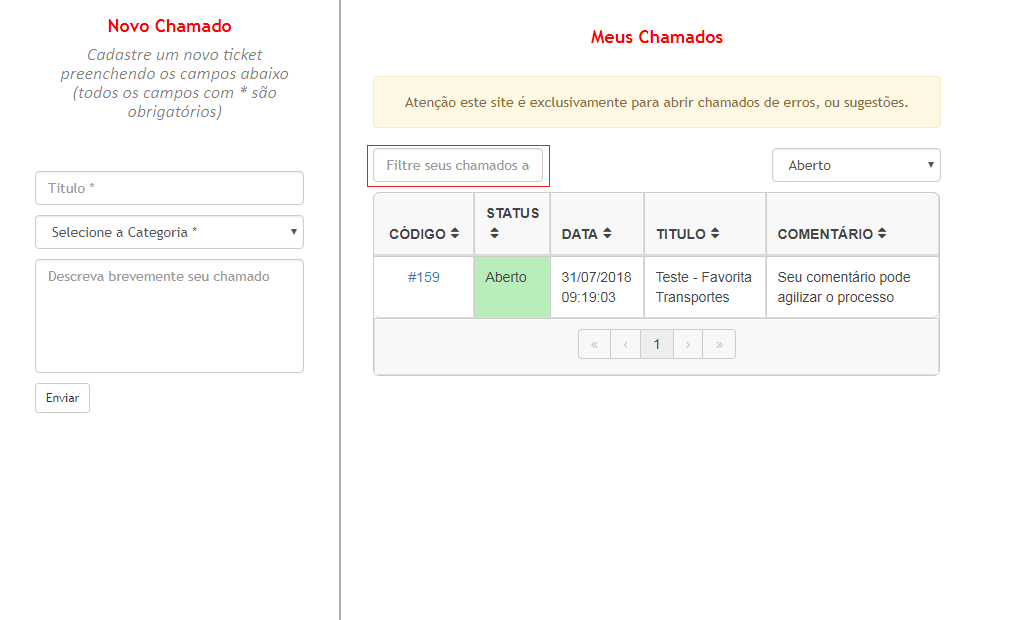 Novo Chamado
Cadastre um novo ticket
preenchendo os campos abaixo
(todos os campos com * são
obrigatórios)
Título *
Selecione a Categoria *
Descreva brevemente seu chamado
Enviar
Meus Chamados
Atenção este site é exclusivamente para abrir chamados de erros, ou sugestões.
Filtre seus chamados a
Aberto
CÓDIGO
STATUS
DATA
TITULO
COMENTÁRIO
#159
Aberto
31/07/2018
09:19:03
Teste - Favorita
Transportes
Seu comentário pode
agilizar o processo
« ‹ 1 › »